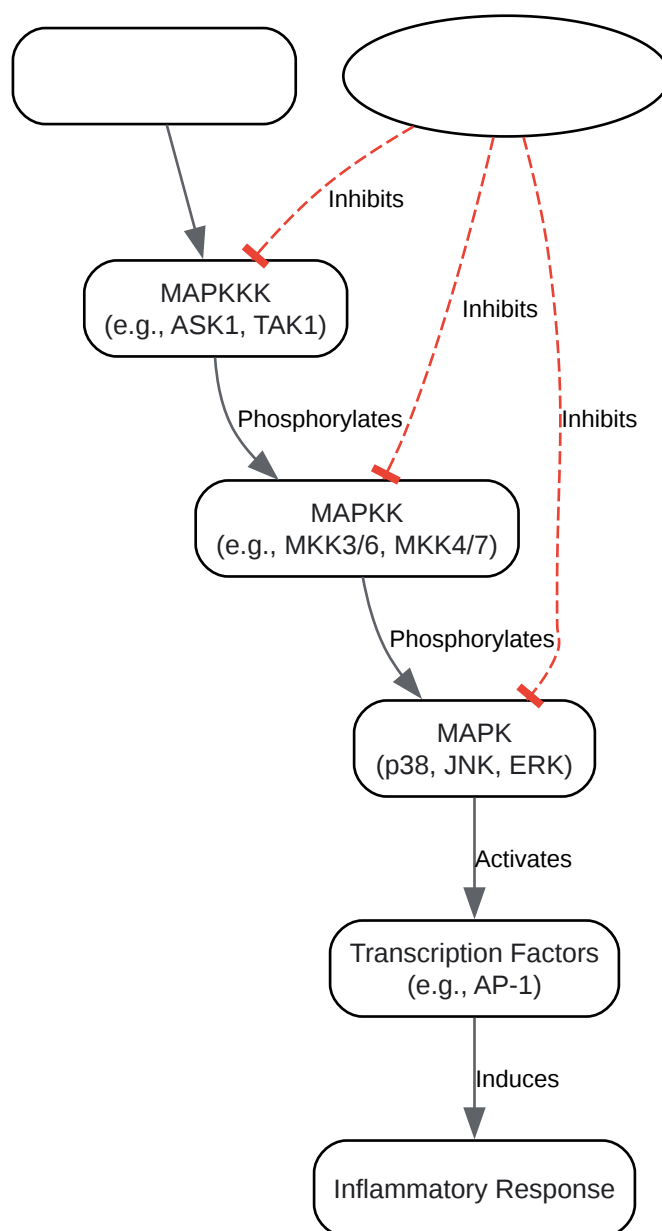 Inhibits
MAPKKK
(e.g., ASK1, TAK1)
Inhibits
Phosphorylates
Inhibits
MAPKK
(e.g., MKK3/6, MKK4/7)
Phosphorylates
MAPK
(p38, JNK, ERK)
Activates
Transcription Factors
(e.g., AP-1)
Induces
Inflammatory Response